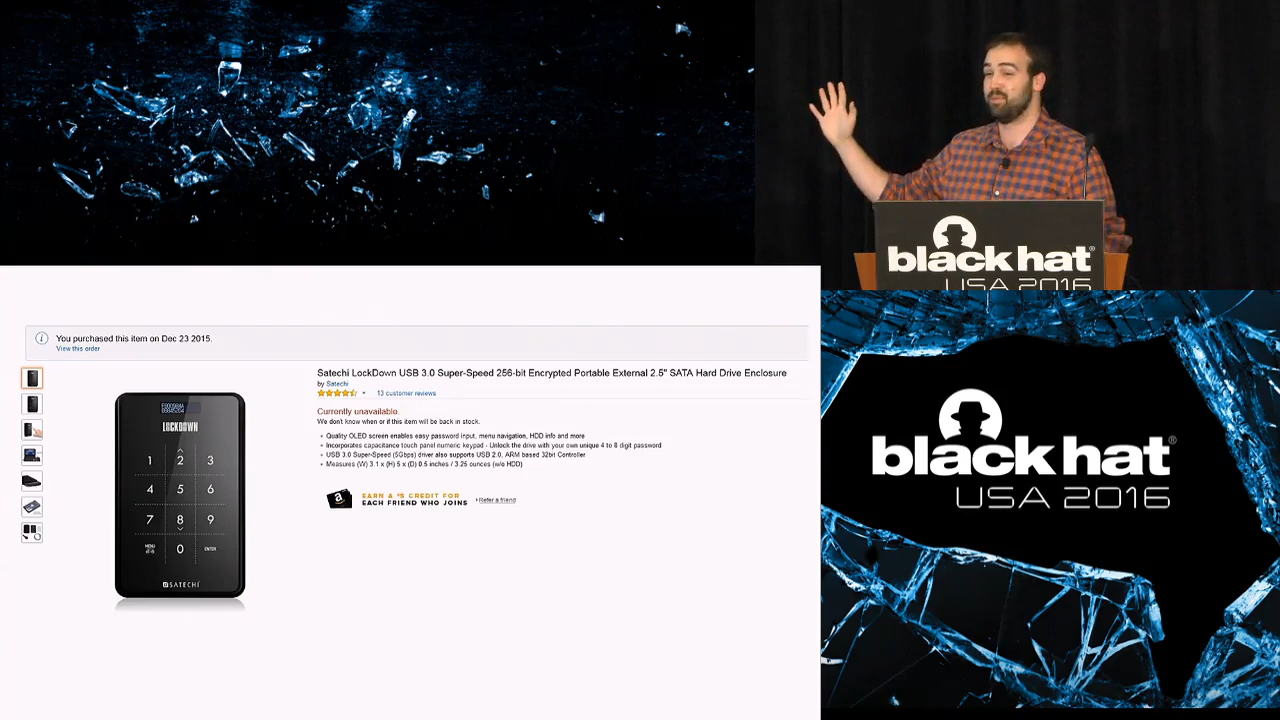 black hat®
USA 2016
You purchased this item on Dec 23 2015.
View this order
Satechi LockDown USB 3.0 Super-Speed 256-bit Encrypted Portable External 2.5" SATA Hard Drive Enclosure
by Satechi
13 customer reviews
Currently unavailable.
We don't know when or if this item will be back in stock.
Quality OLED screen enables easy password input, menu navigation, HDD info and more
Incorporates capacitance touch panel numeric keypad - Unlock the drive with your own unique 4 to 8 digit password
USB 3.0 Super-Speed (5Gbps) driver also supports USB 2.0, ARM based 32bit Controller
Measures (W) 3.1 x (H) 5 x (D) 0.5 inches / 3.25 ounces (w/o HDD)
a
EARN A $5 CREDIT FOR
EACH FRIEND WHO JOINS
Refer a friend
LOCKDOWN
1 2 3
4 5 6
7 8 9
MENU 0 ENTER
SATECHI
black hat®
USA 2016